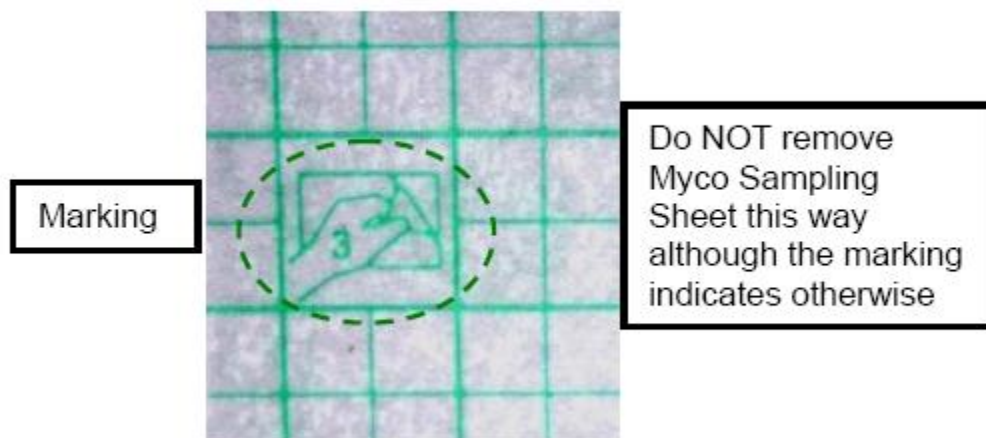 Marking
3
Do NOT remove
Myco Sampling
Sheet this way
although the marking
indicates otherwise